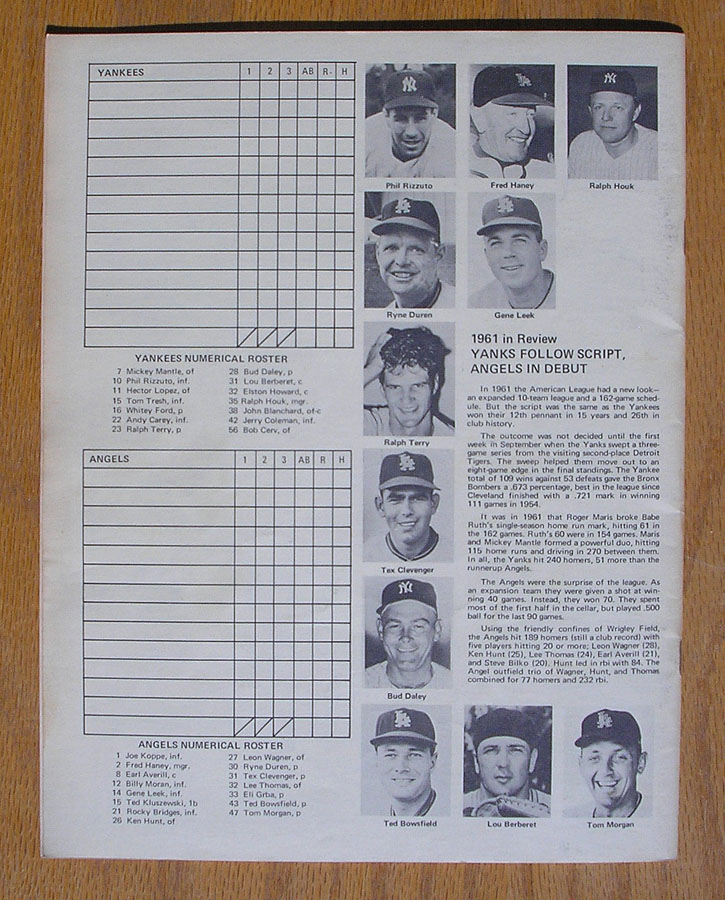 YANKEES 1 2 3 AB R H
Phil Rizzuto
Fred Haney
Ralph Houk
Ryne Duren
Gene Leek
YANKEES NUMERICAL ROSTER
7 Mickey Mantle, of
10 Phil Rizzuto, inf.
11 Hector Lopez, of
15 Tom Tresh, inf.
16 Whitey Ford, p
22 Andy Carey, inf.
23 Ralph Terry, p
28 Bud Daley, p
31 Lou Berberet, c
32 Elston Howard, c
35 Ralph Houk, mgr.
38 John Blanchard, of-c
42 Jerry Coleman, inf.
56 Bob Cerv, of
Ralph Terry
1961 in Review
YANKS FOLLOW SCRIPT,
ANGELS IN DEBUT
In 1961 the American League had a new look—
an expanded 10-team league and a 162-game sched-
ule. But the script was the same as the Yankees
won their 12th pennant in 15 years and 26th in
club history.
The outcome was not decided until the first
week in September when the Yanks swept a three-
game series from the visiting second-place Detroit
Tigers. The sweep helped them move out to an
eight-game edge in the final standings. The Yankee
total of 109 wins against 53 defeats gave the Bronx
Bombers a .673 percentage, best in the league since
Cleveland finished with a .721 mark in winning
111 games in 1954.
It was in 1961 that Roger Maris broke Babe
Ruth's single-season home run mark, hitting 61 in
the 162 games. Ruth's 60 were in 154 games. Maris
and Mickey Mantle formed a powerful duo, hitting
115 home runs and driving in 270 between them.
In all, the Yanks hit 240 homers, 51 more than the
runnerup Angels.
The Angels were the surprise of the league. As
an expansion team they were given a shot at win-
ning 40 games. Instead, they won 70. They spent
most of the first half in the cellar, but played .500
ball for the last 90 games.
Using the friendly confines of Wrigley Field,
the Angels hit 189 homers (still a club record) with
five players hitting 20 or more; Leon Wagner (28),
Ken Hunt (25), Lee Thomas (24), Earl Averill (21),
and Steve Bilko (20). Hunt led in rbi with 84. The
Angel outfield trio of Wagner, Hunt, and Thomas
combined for 77 homers and 232 rbi.
ANGELS 1 2 3 AB R H
Tex Clevenger
Bud Daley
ANGELS NUMERICAL ROSTER
1 Joe Koppe, inf.
2 Fred Haney, mgr.
8 Earl Averill, c
12 Billy Moran, inf.
14 Gene Leek, inf.
15 Ted Kluszewski, 1b
21 Rocky Bridges, inf.
26 Ken Hunt, of
27 Leon Wagner, of
30 Ryne Duren, p
31 Tex Clevenger, p
32 Lee Thomas, of
33 Eli Grba, p
43 Ted Bowsfield, p
47 Tom Morgan, p
Ted Bowsfield
Lou Berberet
Tom Morgan